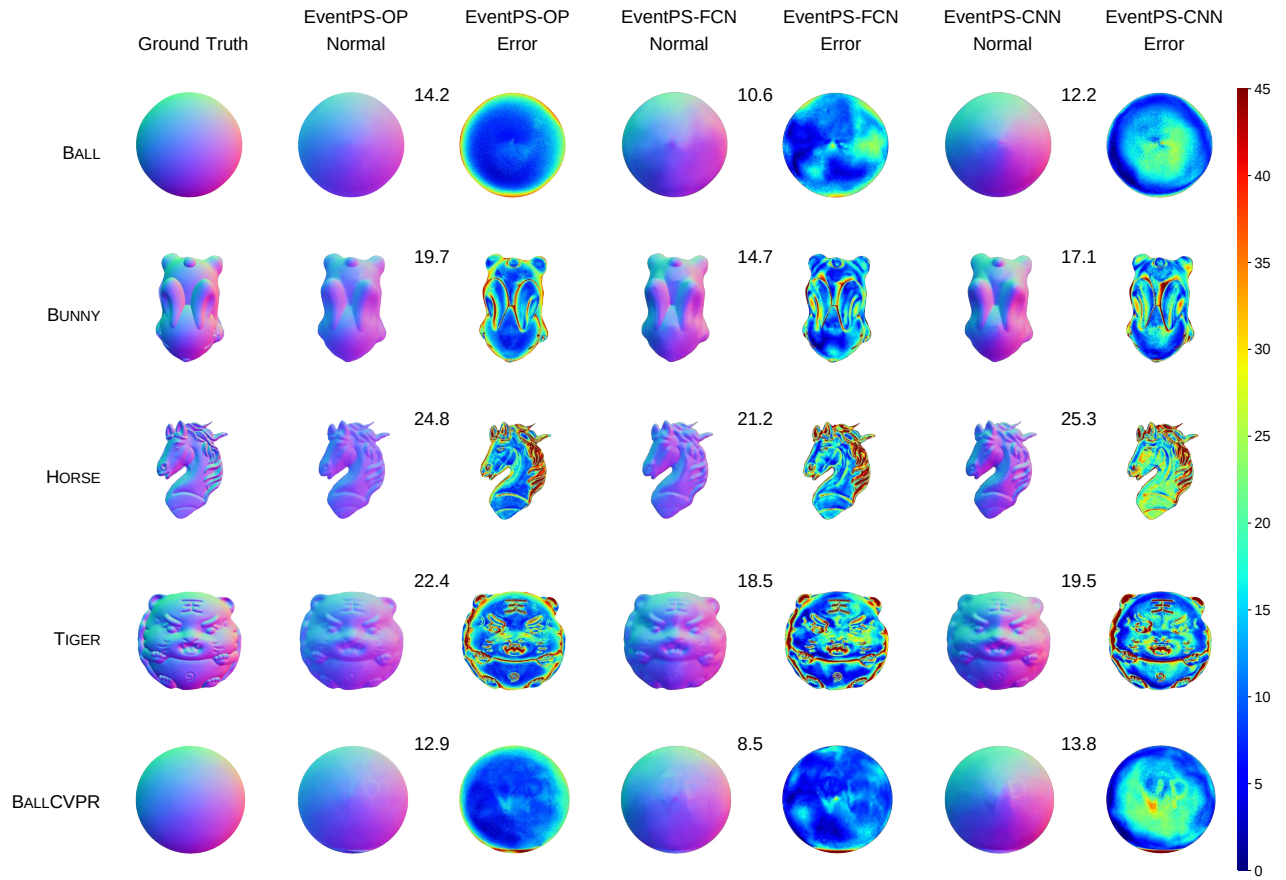 EventPS-OP EventPS-OP EventPS-FCN EventPS-FCN EventPS-CNN EventPS-CNN
Ground Truth Normal Error Normal Error Normal Error
14.2 10.6 12.2 45
BALL
40
19.7 14.7 17.1
35
BUNNY
30
24.8 21.2 25.3
25
HORSE
20
22.4 18.5 19.5
15
TIGER
10
12.9 8.5 13.8
5
BALLCVPR
0